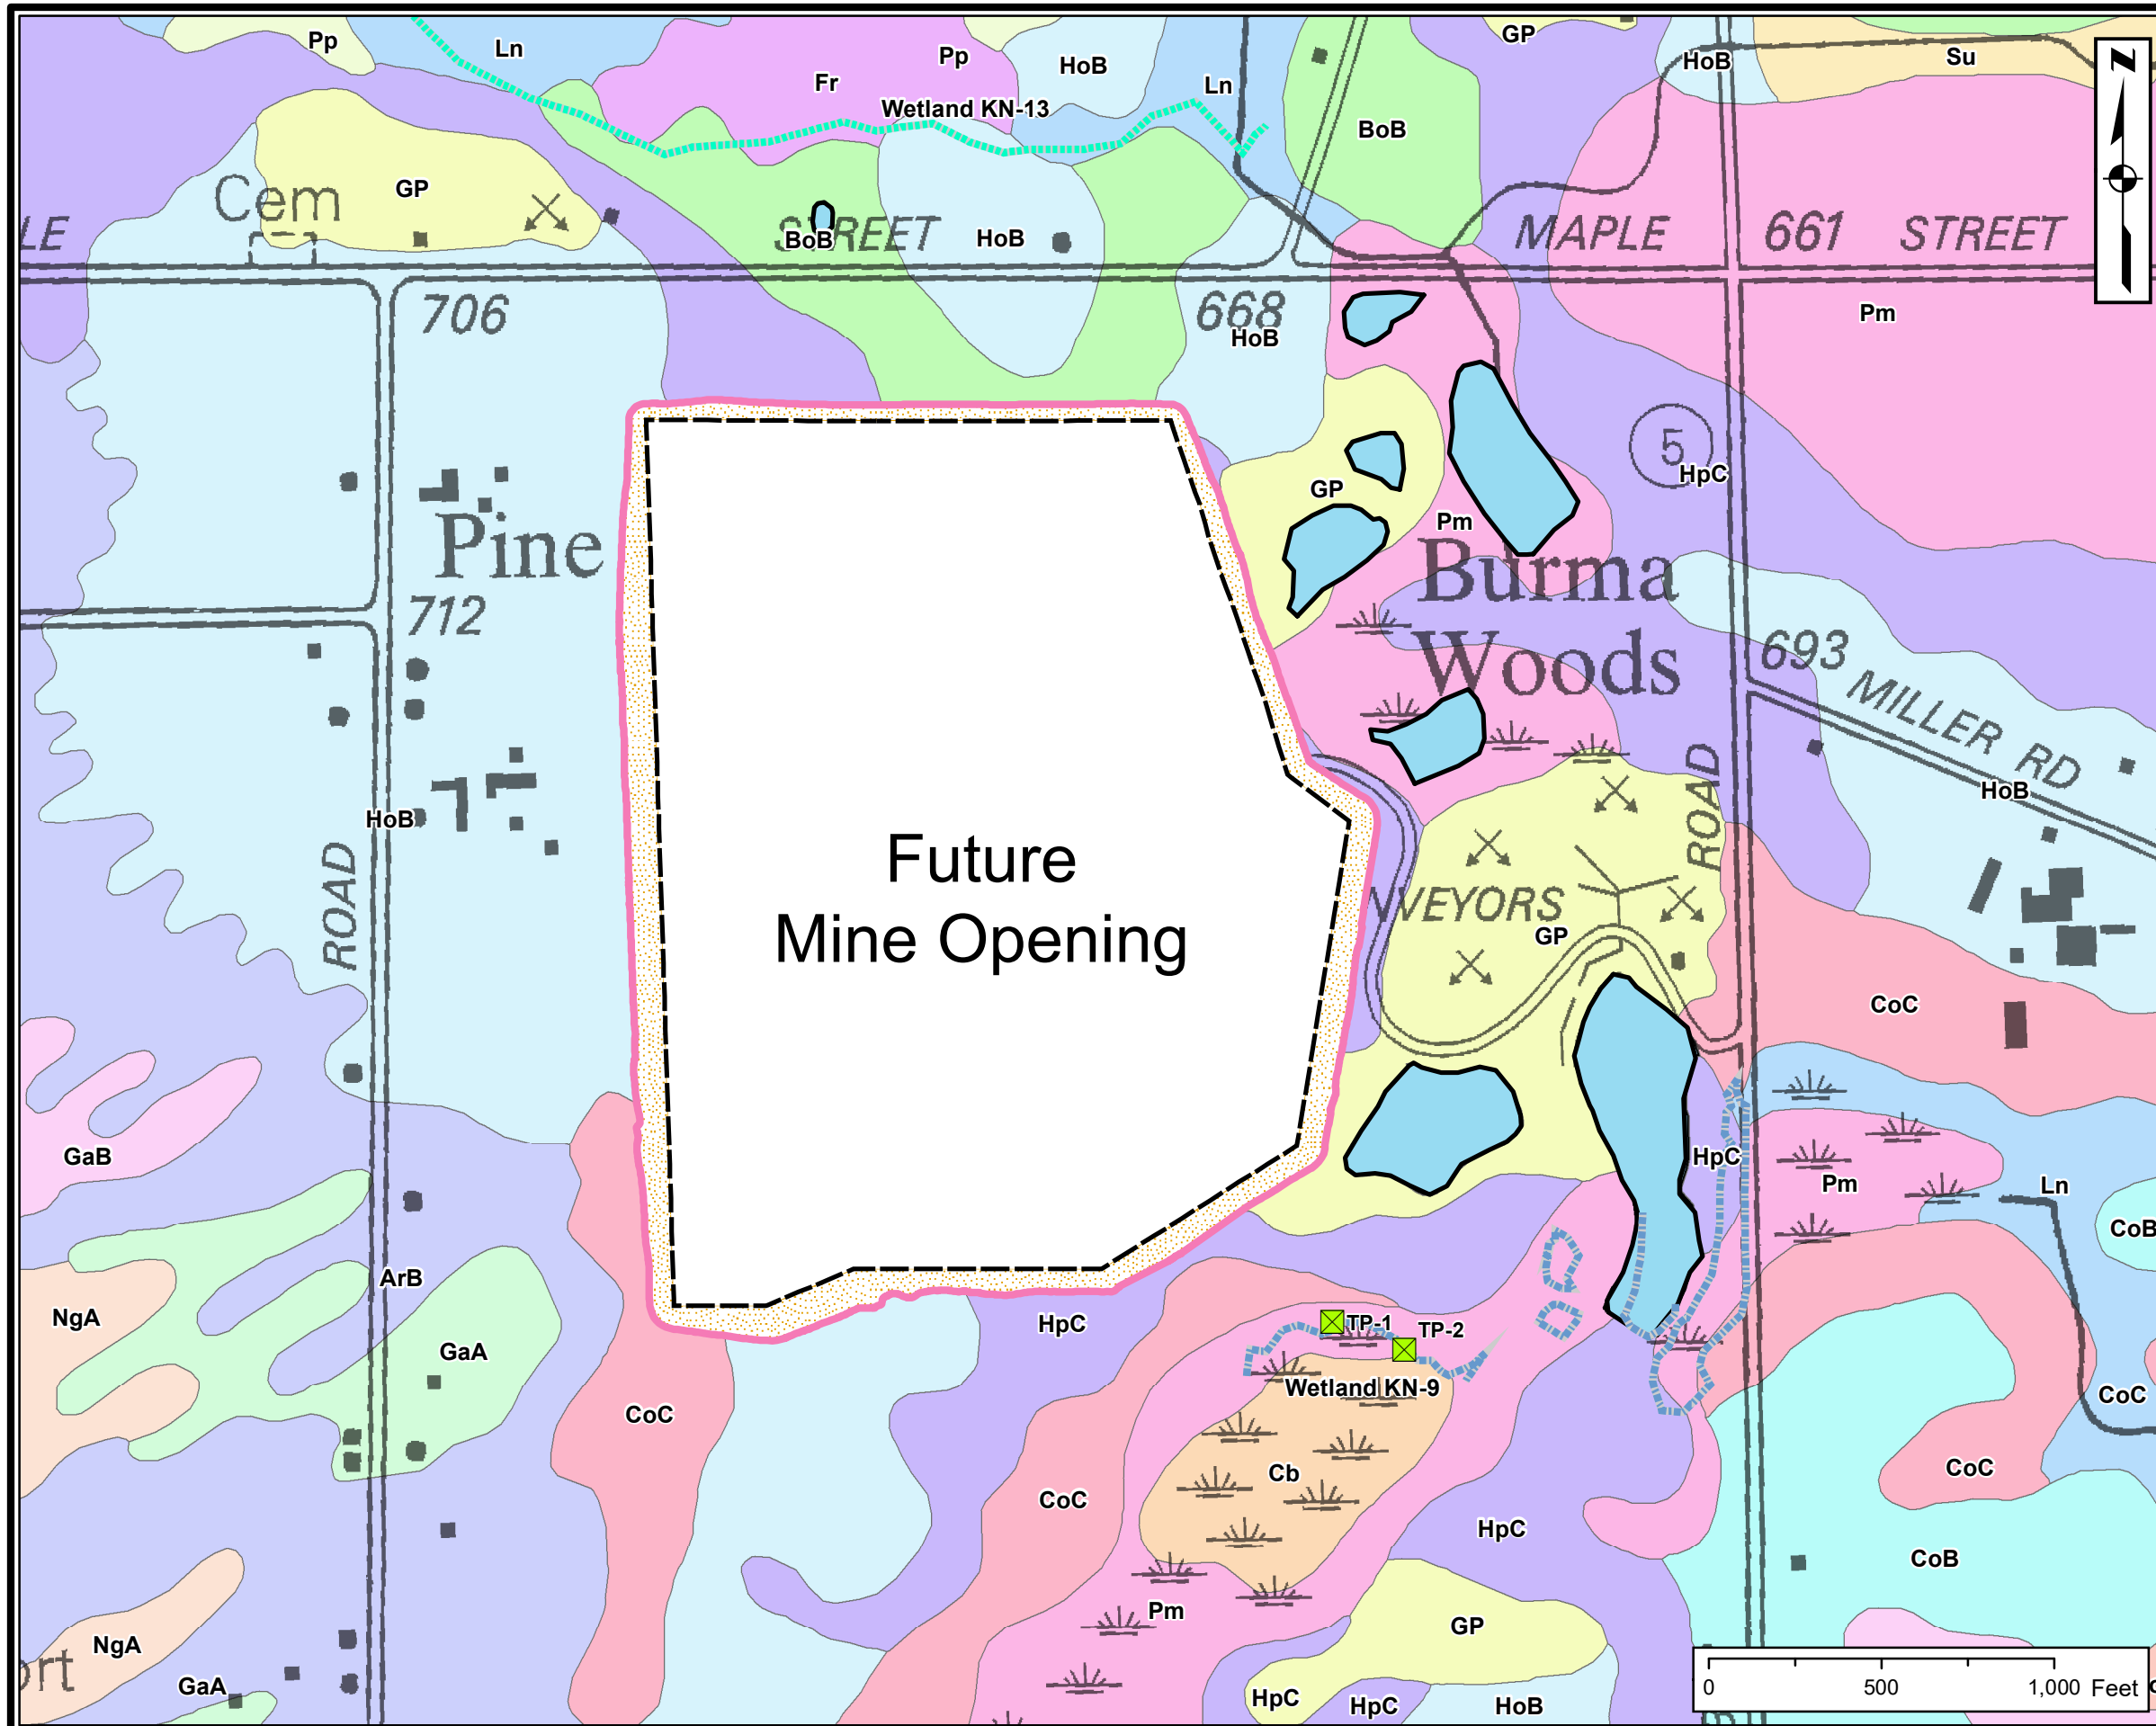 Pp
Ln
Fr
Pp
HoB
Ln
GP
HoB
Su
N
Wetland KN-13
BoB
Cem
GP
LE
STREET
BoB
HoB
MAPLE
661
STREET
706
668
HoB
Pm
5
HpC
GP
Pm
Pine
Burma
Woods
712
693
MILLER RD
HoB
HoB
ROAD
ROAD
Future
Mine Opening
VEYORS
GP
CoC
GaB
HpC
Pm
Ln
CoB
ArB
NgA
GaA
HpC
TP-1
TP-2
Wetland KN-9
CoC
CoC
Cb
CoC
CoC
HpC
CoB
Pm
GP
NgA
ort
GaA
HpC
HpC
HoB
0
500
1,000 Feet